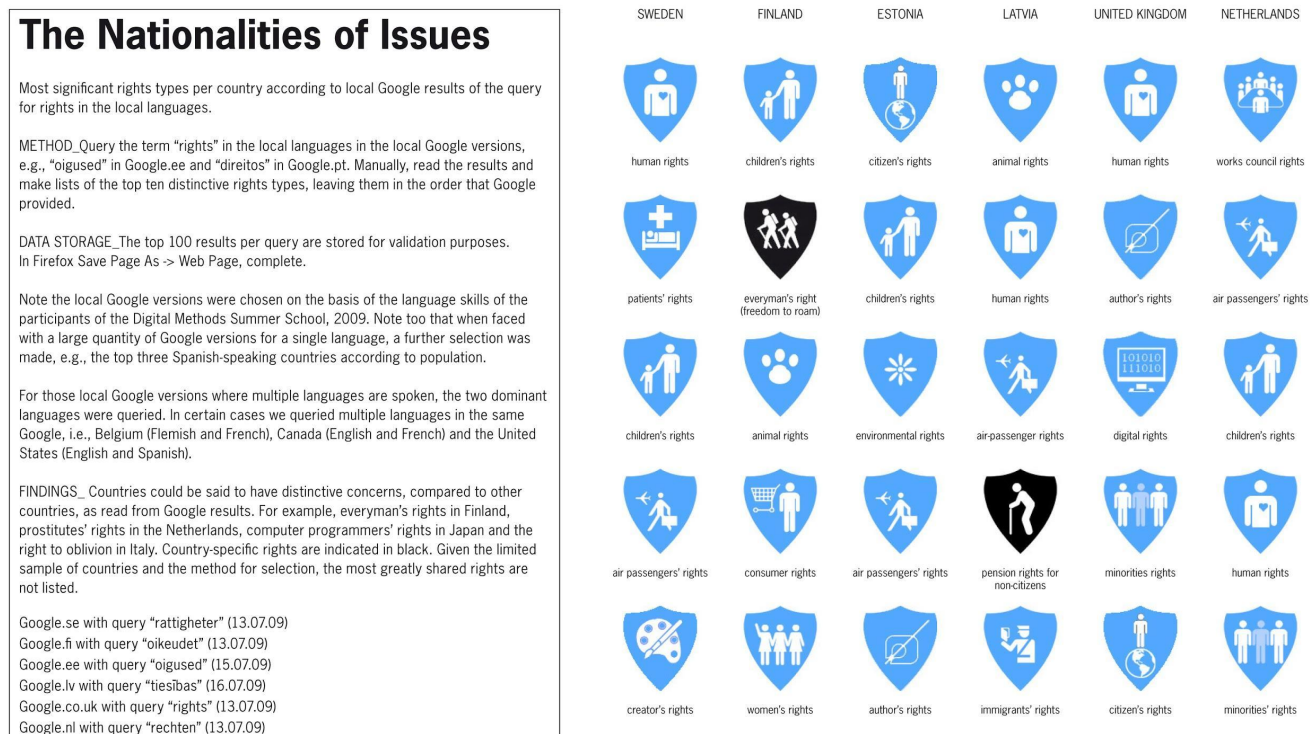 The Nationalities of Issues
Most significant rights types per country according to local Google results of the query
for rights in the local languages.
METHOD_Query the term “rights” in the local languages in the local Google versions,
e.g., “oigused” in Google.ee and “direitos” in Google.pt. Manually, read the results and
make lists of the top ten distinctive rights types, leaving them in the order that Google
provided.
DATA STORAGE_The top 100 results per query are stored for validation purposes.
In Firefox Save Page As -> Web Page, complete.
Note the local Google versions were chosen on the basis of the language skills of the
participants of the Digital Methods Summer School, 2009. Note too that when faced
with a large quantity of Google versions for a single language, a further selection was
made, e.g., the top three Spanish-speaking countries according to population.
For those local Google versions where multiple languages are spoken, the two dominant
languages were queried. In certain cases we queried multiple languages in the same
Google, i.e., Belgium (Flemish and French), Canada (English and French) and the United
States (English and Spanish).
FINDINGS_ Countries could be said to have distinctive concerns, compared to other
countries, as read from Google results. For example, everyman's rights in Finland,
prostitutes' rights in the Netherlands, computer programmers' rights in Japan and the
right to oblivion in Italy. Country-specific rights are indicated in black. Given the limited
sample of countries and the method for selection, the most greatly shared rights are
not listed.
Google.se with query “rattigheter” (13.07.09)
Google.fi with query “oikeudet” (13.07.09)
Google.ee with query “oigused” (15.07.09)
Google.lv with query “tiesības” (16.07.09)
Google.co.uk with query “rights” (13.07.09)
Google.nl with query “rechten” (13.07.09)
SWEDEN FINLAND ESTONIA LATVIA UNITED KINGDOM NETHERLANDS
human rights children's rights citizen's rights animal rights human rights works council rights
patients' rights everyman's right children's rights human rights author's rights air passengers' rights
(freedom to roam)
101010
111010
children's rights animal rights environmental rights air-passenger rights digital rights children's rights
air passengers' rights consumer rights air passengers' rights pension rights for minorities rights human rights
non-citizens
creator's rights women's rights author's rights immigrants' rights citizen's rights minorities' rights